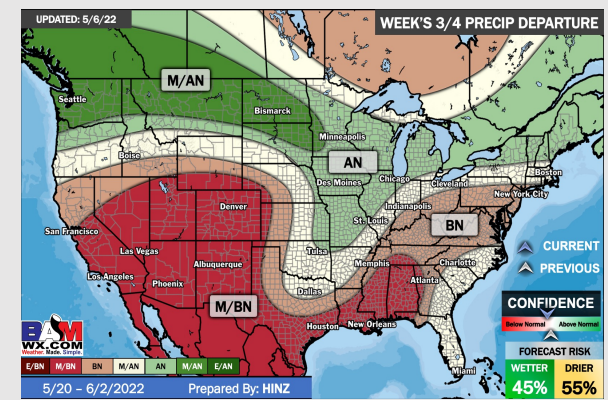 UPDATED: 5/6/22
WEEK'S 3/4 PRECIP DEPARTURE
M/AN
Seattle
Bismarck
Minneapolis
Boise
AN
Boston
Des Moines
Chicago
Cleveland
New York City
Denver
Indianapolis
St. Louis
BN
San Francisco
CURRENT
Las Vegas
Tulsa
Memphis
Charlotte
PREVIOUS
Los Angeles
Albuquerque
Phoenix
Atlanta
Dallas
M/BN
CONFIDENCE
Houston
New Orleans
Below Normal
Above Normal
BAM
WX.COM
Weather. Made. Simple.
FORECAST RISK
E/BN
M/BN
BN
M/AN
AN
M/AN
E/AN
Miami
WETTER
DRIER
45%
55%
5/20 – 6/2/2022
Prepared By: HINZ